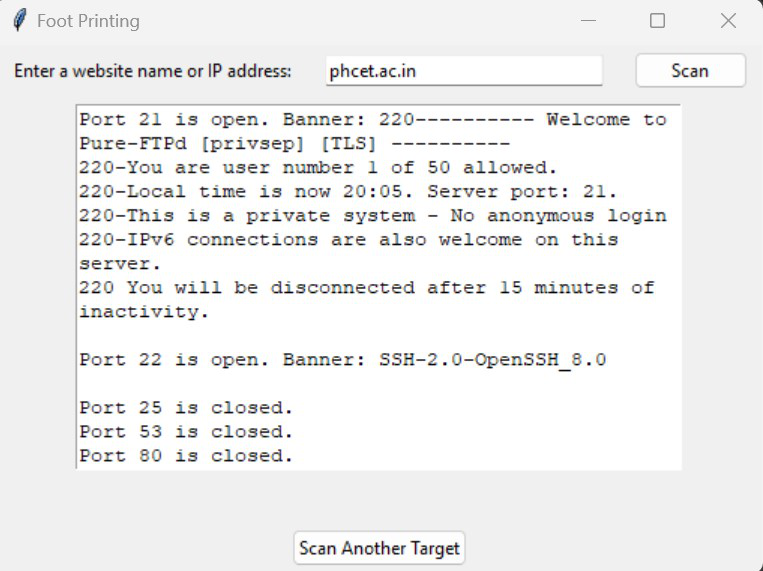 Foot Printing
Enter a website name or IP address: phcet.ac.in Scan
Port 21 is open. Banner: 220---------- Welcome to
Pure-FTPd [privsep] [TLS] ----------
220-You are user number 1 of 50 allowed.
220-Local time is now 20:05. Server port: 21.
220-This is a private system - No anonymous login
220-IPv6 connections are also welcome on this
server.
220 You will be disconnected after 15 minutes of
inactivity.
Port 22 is open. Banner: SSH-2.0-OpenSSH_8.0
Port 25 is closed.
Port 53 is closed.
Port 80 is closed.
Scan Another Target